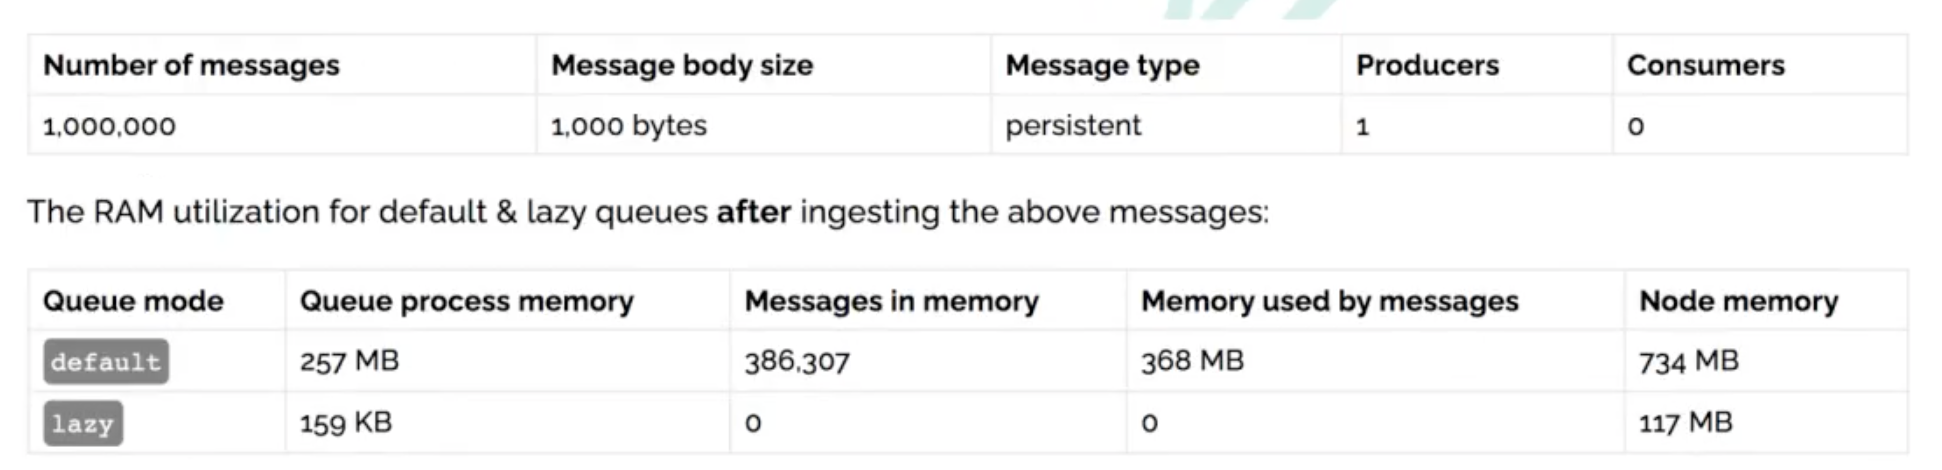 Number of messages Message body size Message type Producers Consumers
1,000,000 1,000 bytes persistent 1 0
The RAM utilization for default & lazy queues after ingesting the above messages:
Queue mode Queue process memory Messages in memory Memory used by messages Node memory
default 257 MB 386,307 368 MB 734 MB
lazy 159 KB 0 0 117 MB